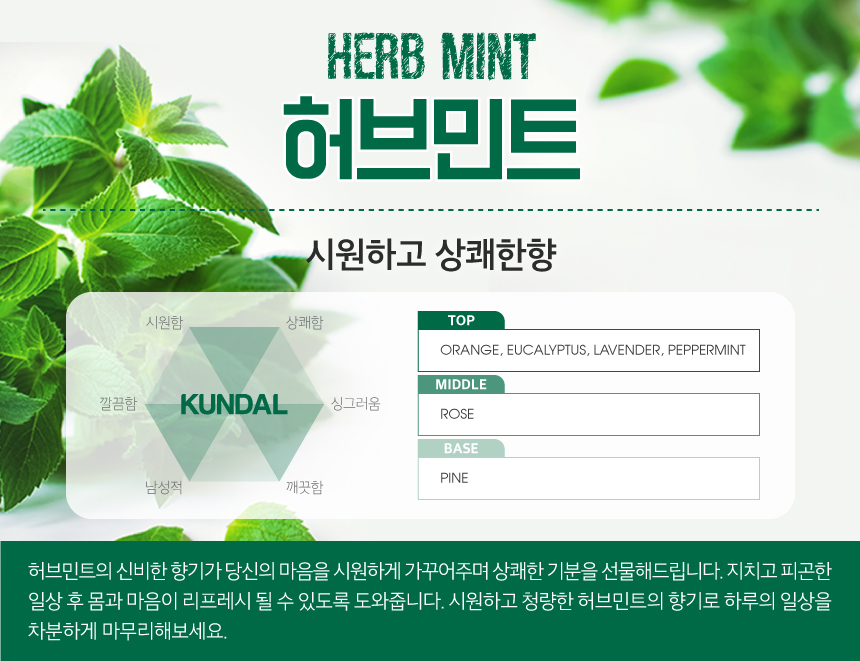 HERB MINT
허브민트
시원하고 상쾌한향
시원함
상쾌함
깔끔함
KUNDAL
싱그러움
남성적
깨끗함
TOP
ORANGE, EUCALYPTUS, LAVENDER, PEPPERMINT
MIDDLE
ROSE
BASE
PINE
허브민트의 신비한 향기가 당신의 마음을 시원하게 가꾸어주며 상쾌한 기분을 선물해드립니다. 지치고 피곤한
일상 후 몸과 마음이 리프레시 될 수 있도록 도와줍니다. 시원하고 청량한 허브민트의 향기로 하루의 일상을
차분하게 마무리해보세요.